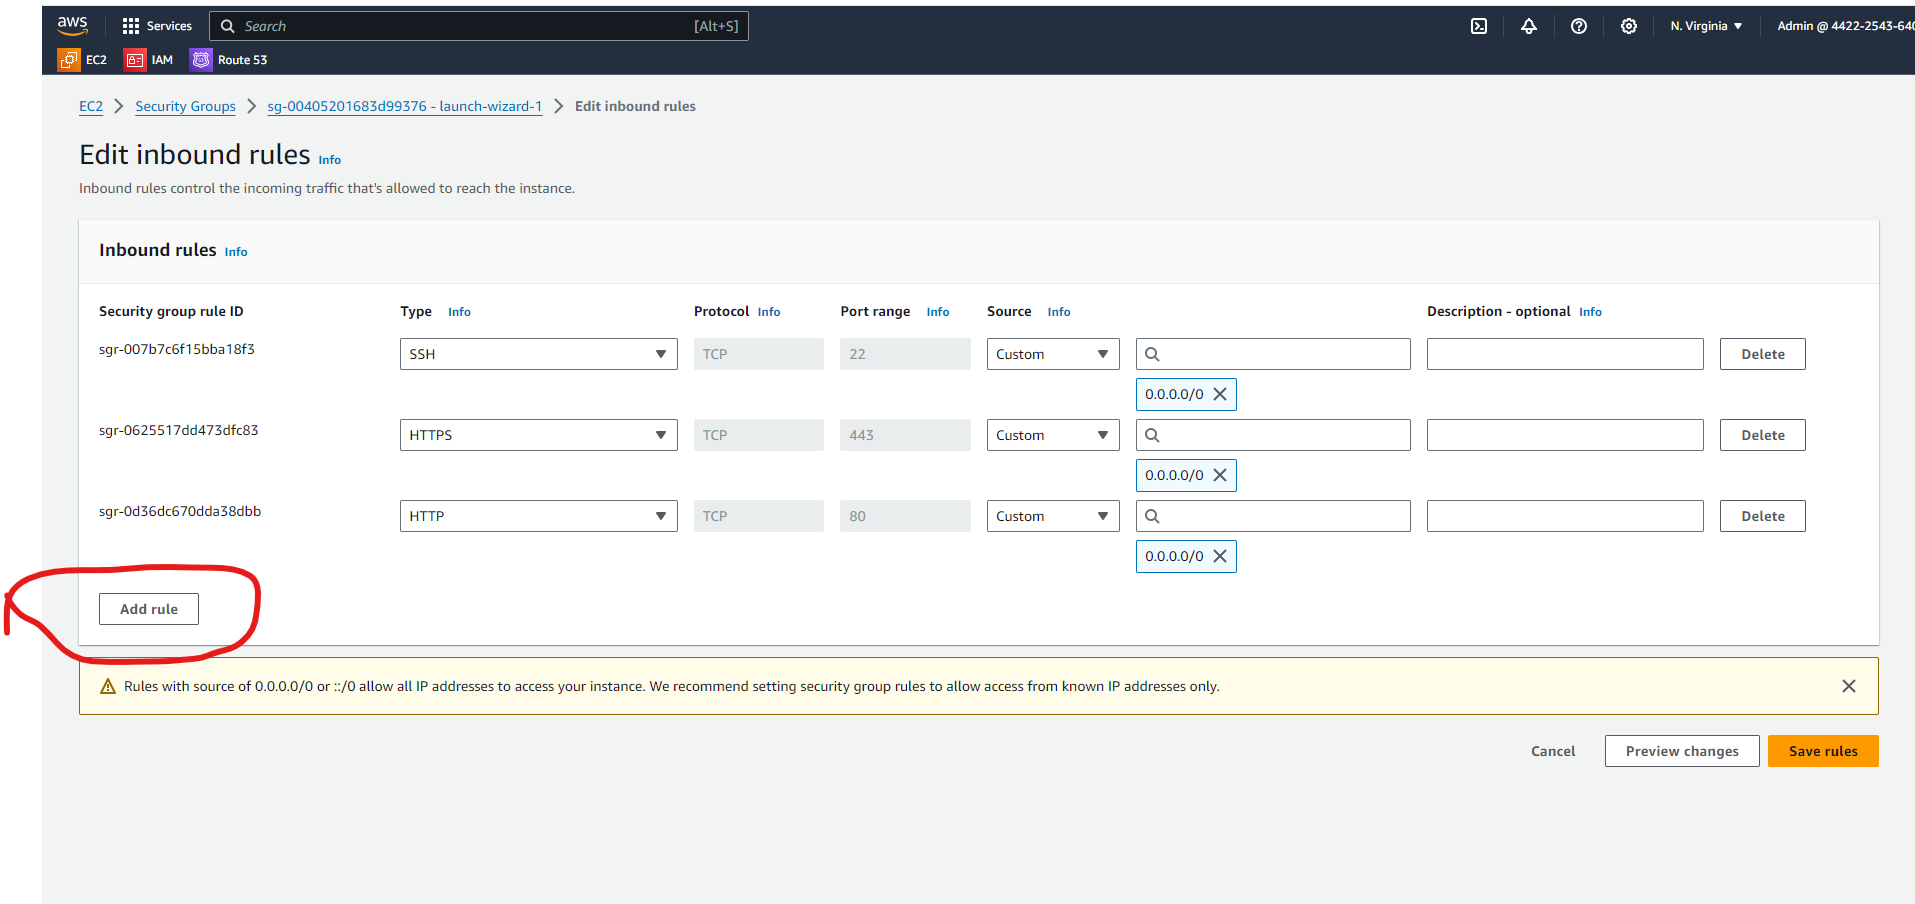 aws Services Search [Alt+S] N. Virginia Admin @ 4422-2543-640
EC2 IAM Route 53
EC2 Security Groups sg-00405201683d99376 - launch-wizard-1 Edit inbound rules
Edit inbound rules Info
Inbound rules control the incoming traffic that's allowed to reach the instance.
Inbound rules Info
Security group rule ID Type Info Protocol Info Port range Info Source Info Description - optional Info
sgr-007b7c6f15bba18f3 SSH TCP 22 Custom Delete
0.0.0.0/0
sgr-0625517dd473dfc83 HTTPS TCP 443 Custom Delete
0.0.0.0/0
sgr-0d36dc670dda38dbb HTTP TCP 80 Custom Delete
0.0.0.0/0
Add rule
Rules with source of 0.0.0.0/0 or ::/0 allow all IP addresses to access your instance. We recommend setting security group rules to allow access from known IP addresses only.
Cancel Preview changes Save rules